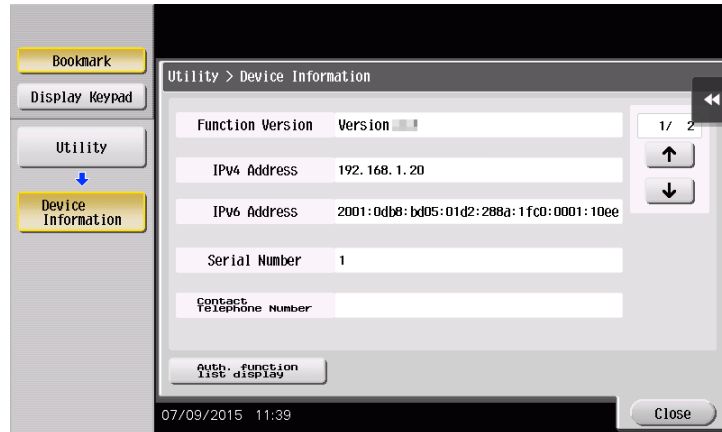 Bookmark
Display Keypad
Utility
Device
Information
Utility > Device Information
Function Version Version
1/ 2
IPv4 Address 192.168.1.20
IPv6 Address 2001:0db8:bd05:01d2:288a:1fc0:0001:10ee
Serial Number 1
Contact
Telephone Number
Auth. function
list display
07/09/2015 11:39
Close